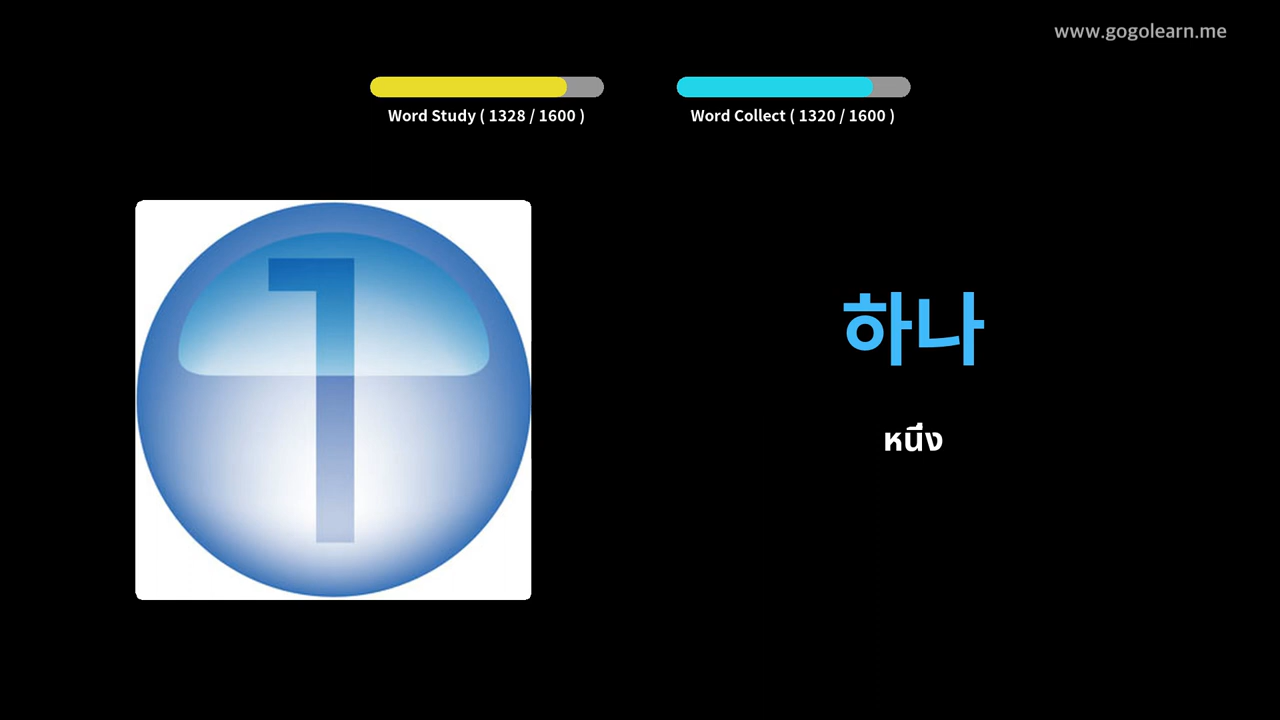 www.gogolearn.me
Word Study ( 1328 / 1600 )
Word Collect ( 1320 / 1600 )
1
하나
หนึ่ง